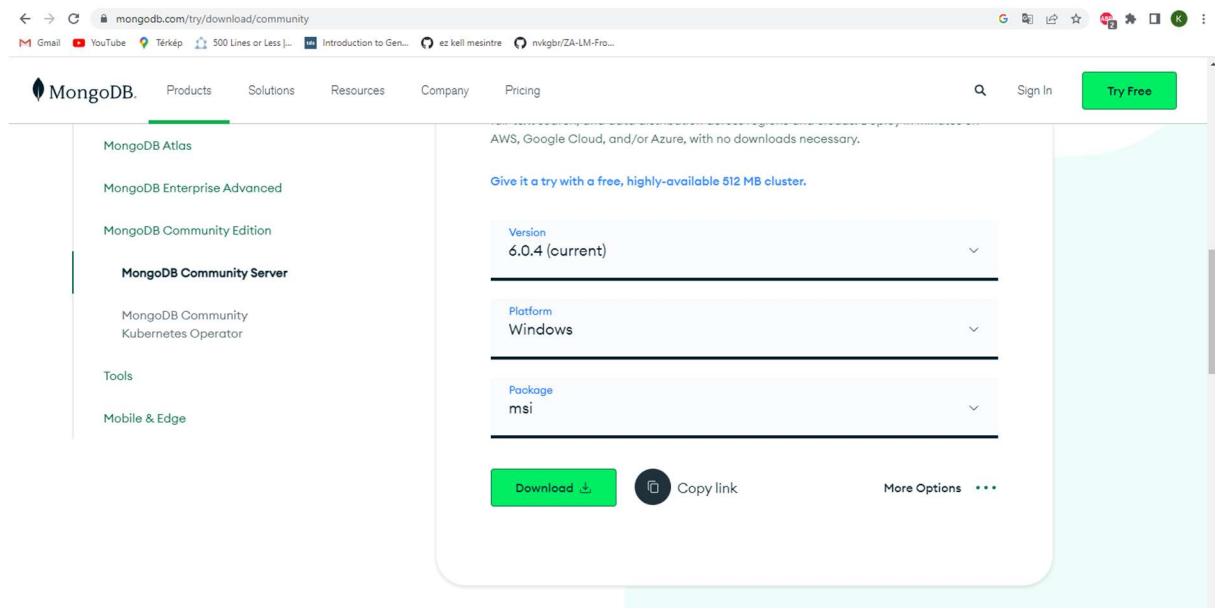 mongodb.com/try/download/community
2
K
Gmail YouTube Térkép 500 Lines or Less |... Introduction to Gen... ez kell mesintre nvkgbr/ZA-LM-Fro...
MongoDB. Products Solutions Resources Company Pricing Sign In Try Free
AWS, Google Cloud, and/or Azure, with no downloads necessary.
Give it a try with a free, highly-available 512 MB cluster.
MongoDB Atlas
MongoDB Enterprise Advanced
MongoDB Community Edition
MongoDB Community Server
MongoDB Community
Kubernetes Operator
Tools
Mobile & Edge
Version
6.0.4 (current)
Platform
Windows
Package
msi
Download Copy link More Options